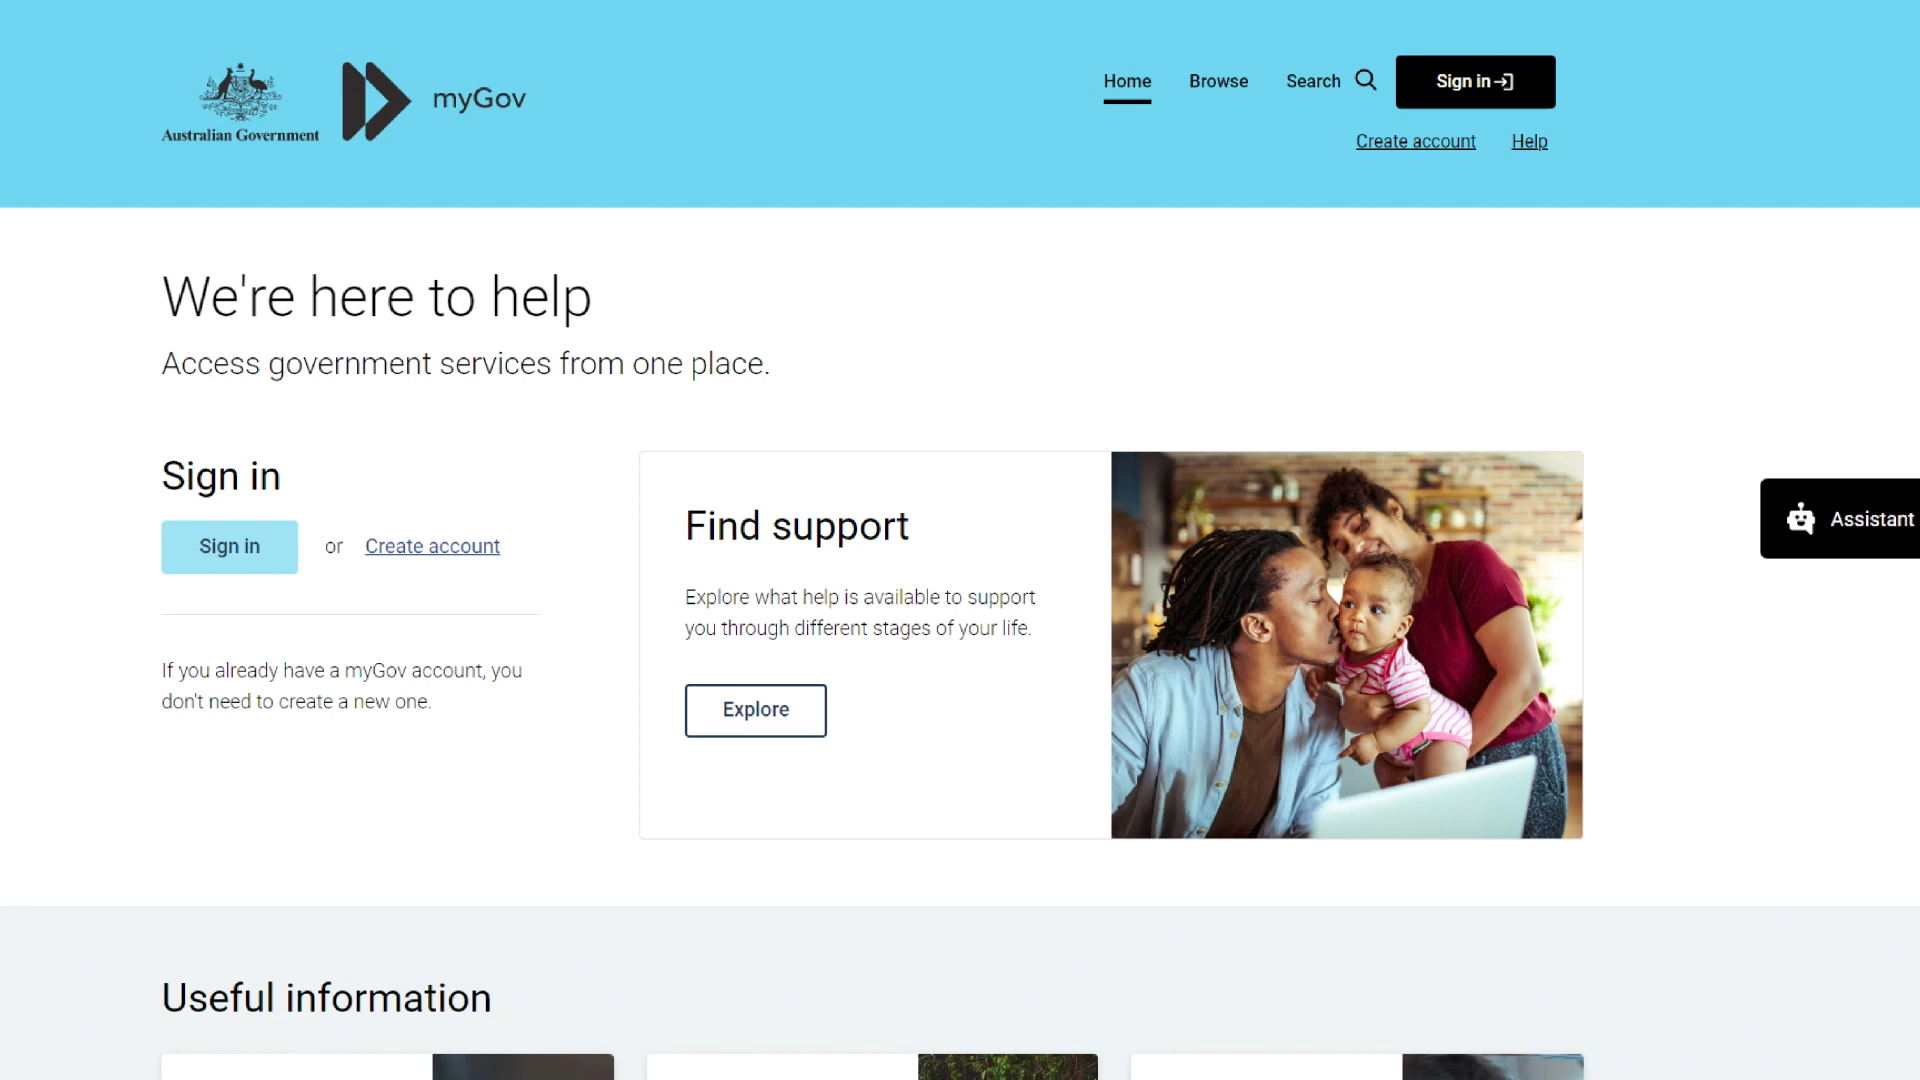 Australian Government
myGov
Home
Browse
Search
Sign in
Create account
Help
We're here to help
Access government services from one place.
Sign in
Sign in
or
Create account
If you already have a myGov account, you
don't need to create a new one.
Find support
Explore what help is available to support
you through different stages of your life.
Explore
Assistant
Useful information